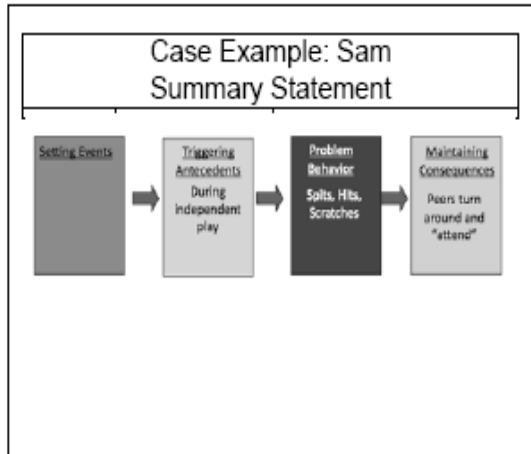 Case Example: Sam
Summary Statement
Setting Events
Triggering
Antecedents
During
independent
play
Problem
Behavior
Spits, Hits,
Scratches
Maintaining
Consequences
Peers turn
around and
"attend"